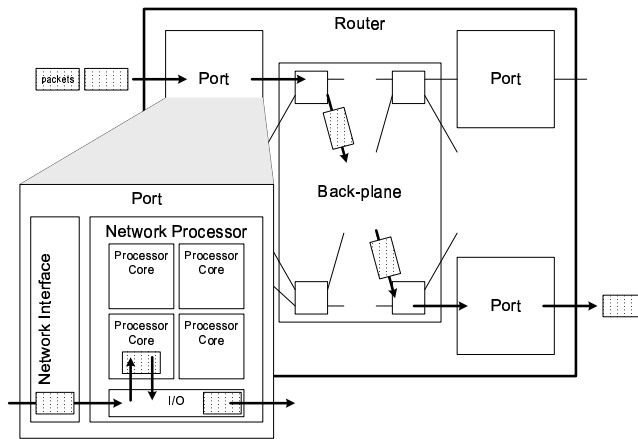 Router
packets
Port
Port
Back-plane
Port
Network Processor
Network Interface
Processor
Core
Processor
Core
Processor
Core
Processor
Core
I/O
Port